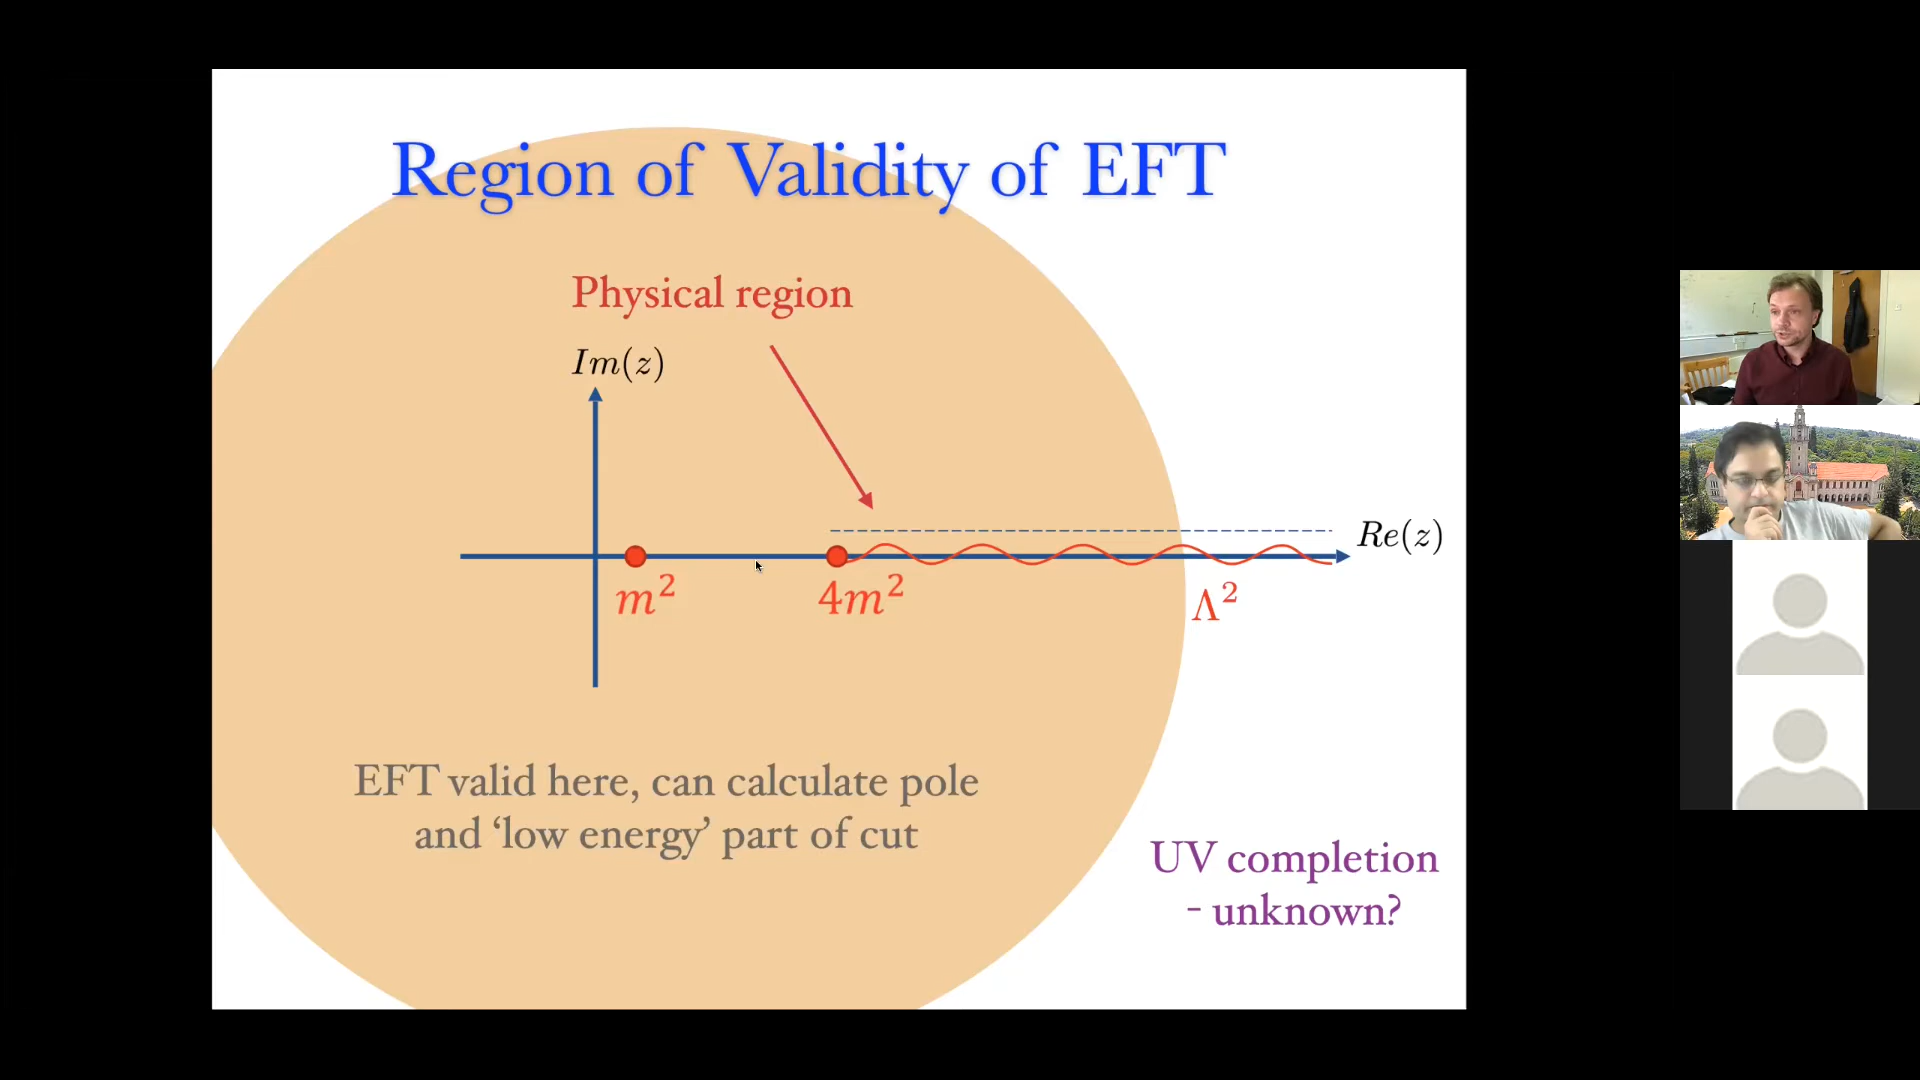 Region of Validity of EFT
Physical region
Im(z)
Re(z)
m²
4m²
Λ²
EFT valid here, can calculate pole
and ‘low energy’ part of cut
UV completion
- unknown?